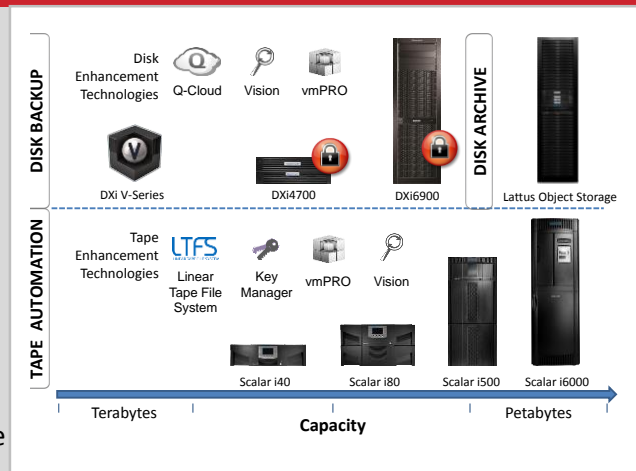 DISK BACKUP
Disk
Enhancement
Technologies
Q
Q-Cloud
Vision
vmPRO
V
DXi V-Series
DXi4700
DXi6900
DISK ARCHIVE
Lattus Object Storage
TAPE AUTOMATION
Tape
Enhancement
Technologies
LTFS
Linear
Tape File
System
Key
Manager
vmPRO
Vision
Scalar i40
Scalar i80
Scalar i500
Scalar i6000
Terabytes
Capacity
Petabytes
e